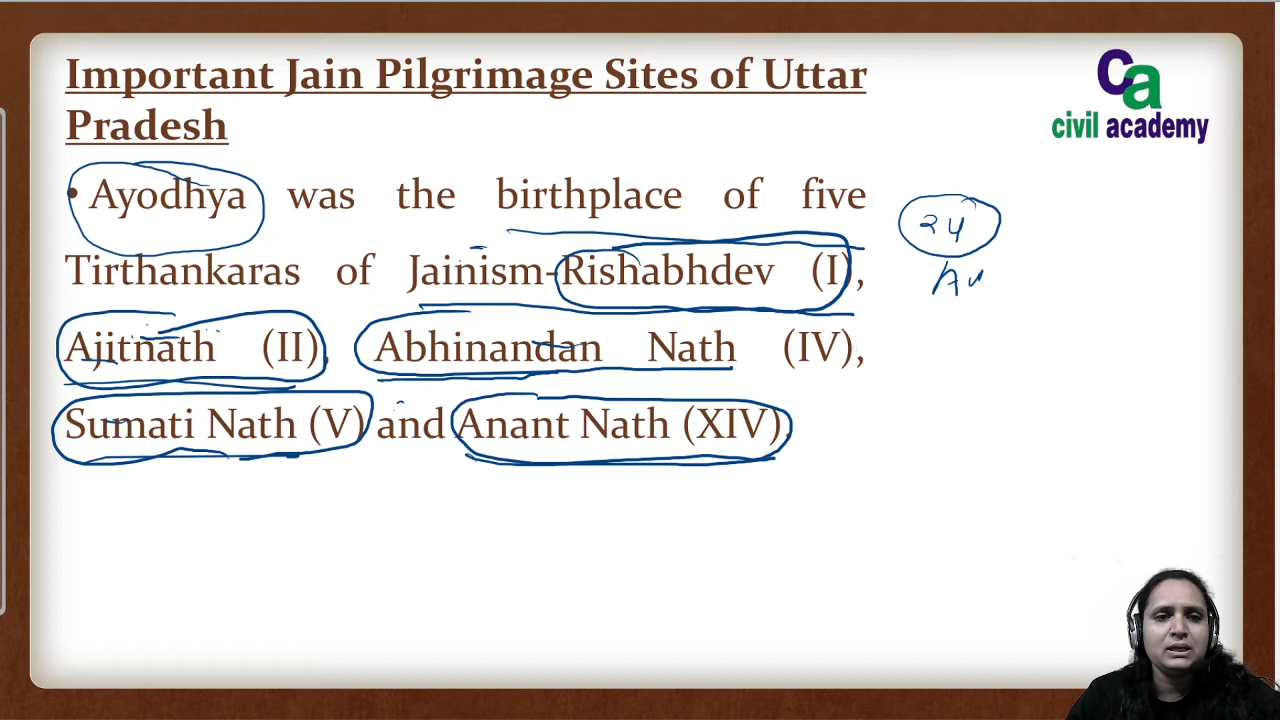 Important Jain Pilgrimage Sites of Uttar
Pradesh
ca
civil academy
• Ayodhya was the birthplace of five
Tirthankaras of Jainism-Rishabhdev (I),
Ajitnath (II), Abhinandan Nath (IV),
Sumati Nath (V) and Anant Nath (XIV).
24